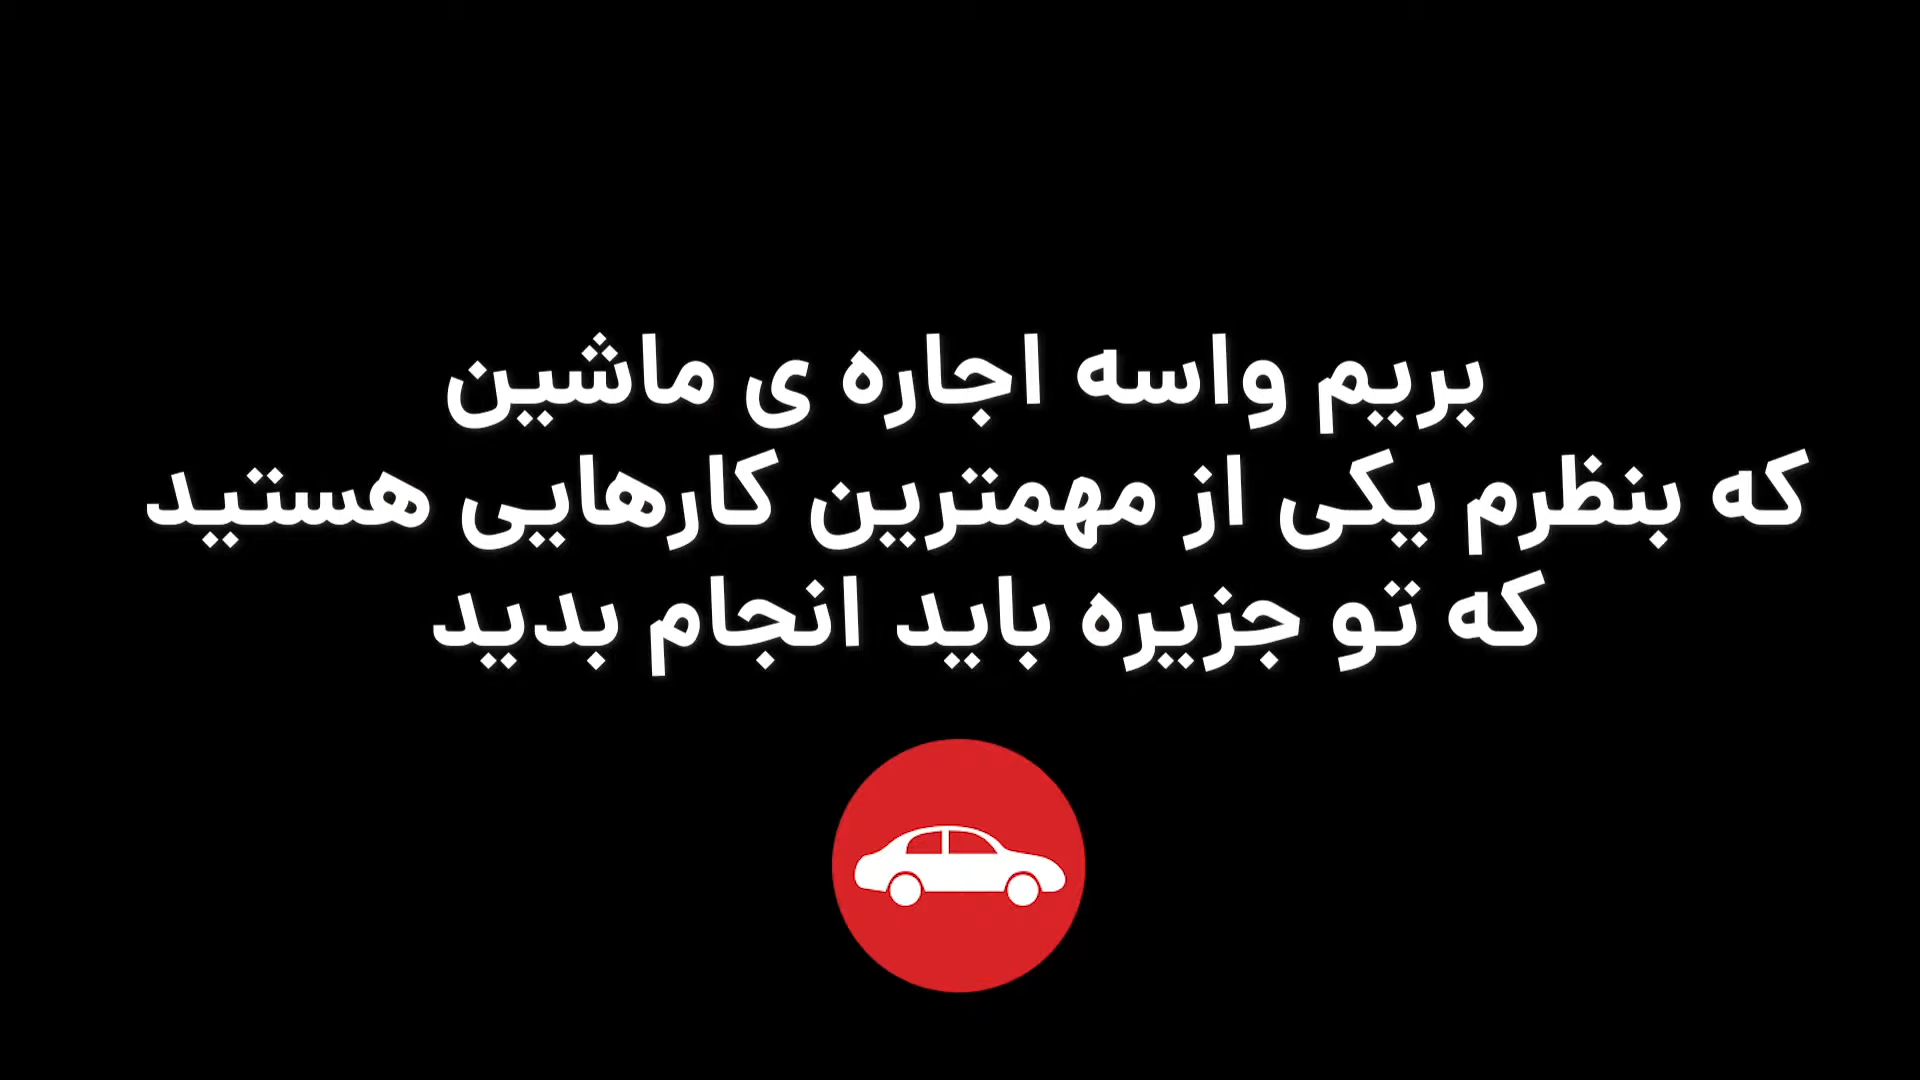 بریم واسه اجاره ی ماشین
که بنظرم یکی از مهمترین کارهایی هستید
که تو جزیره باید انجام بدید